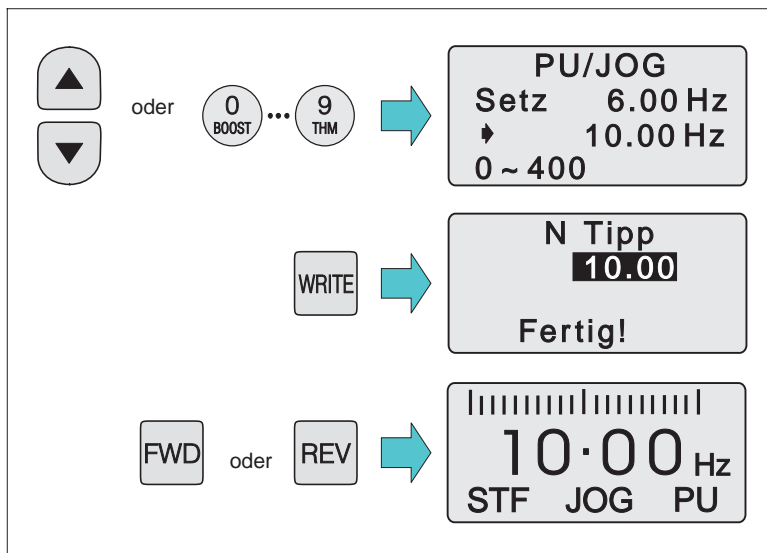 oder 0 BOOST ... 9 THM
PU/JOG
Setz 6.00 Hz
10.00 Hz
0 ~ 400
WRITE
N Tipp
10.00
Fertig!
FWD oder REV
10.00 Hz
STF JOG PU